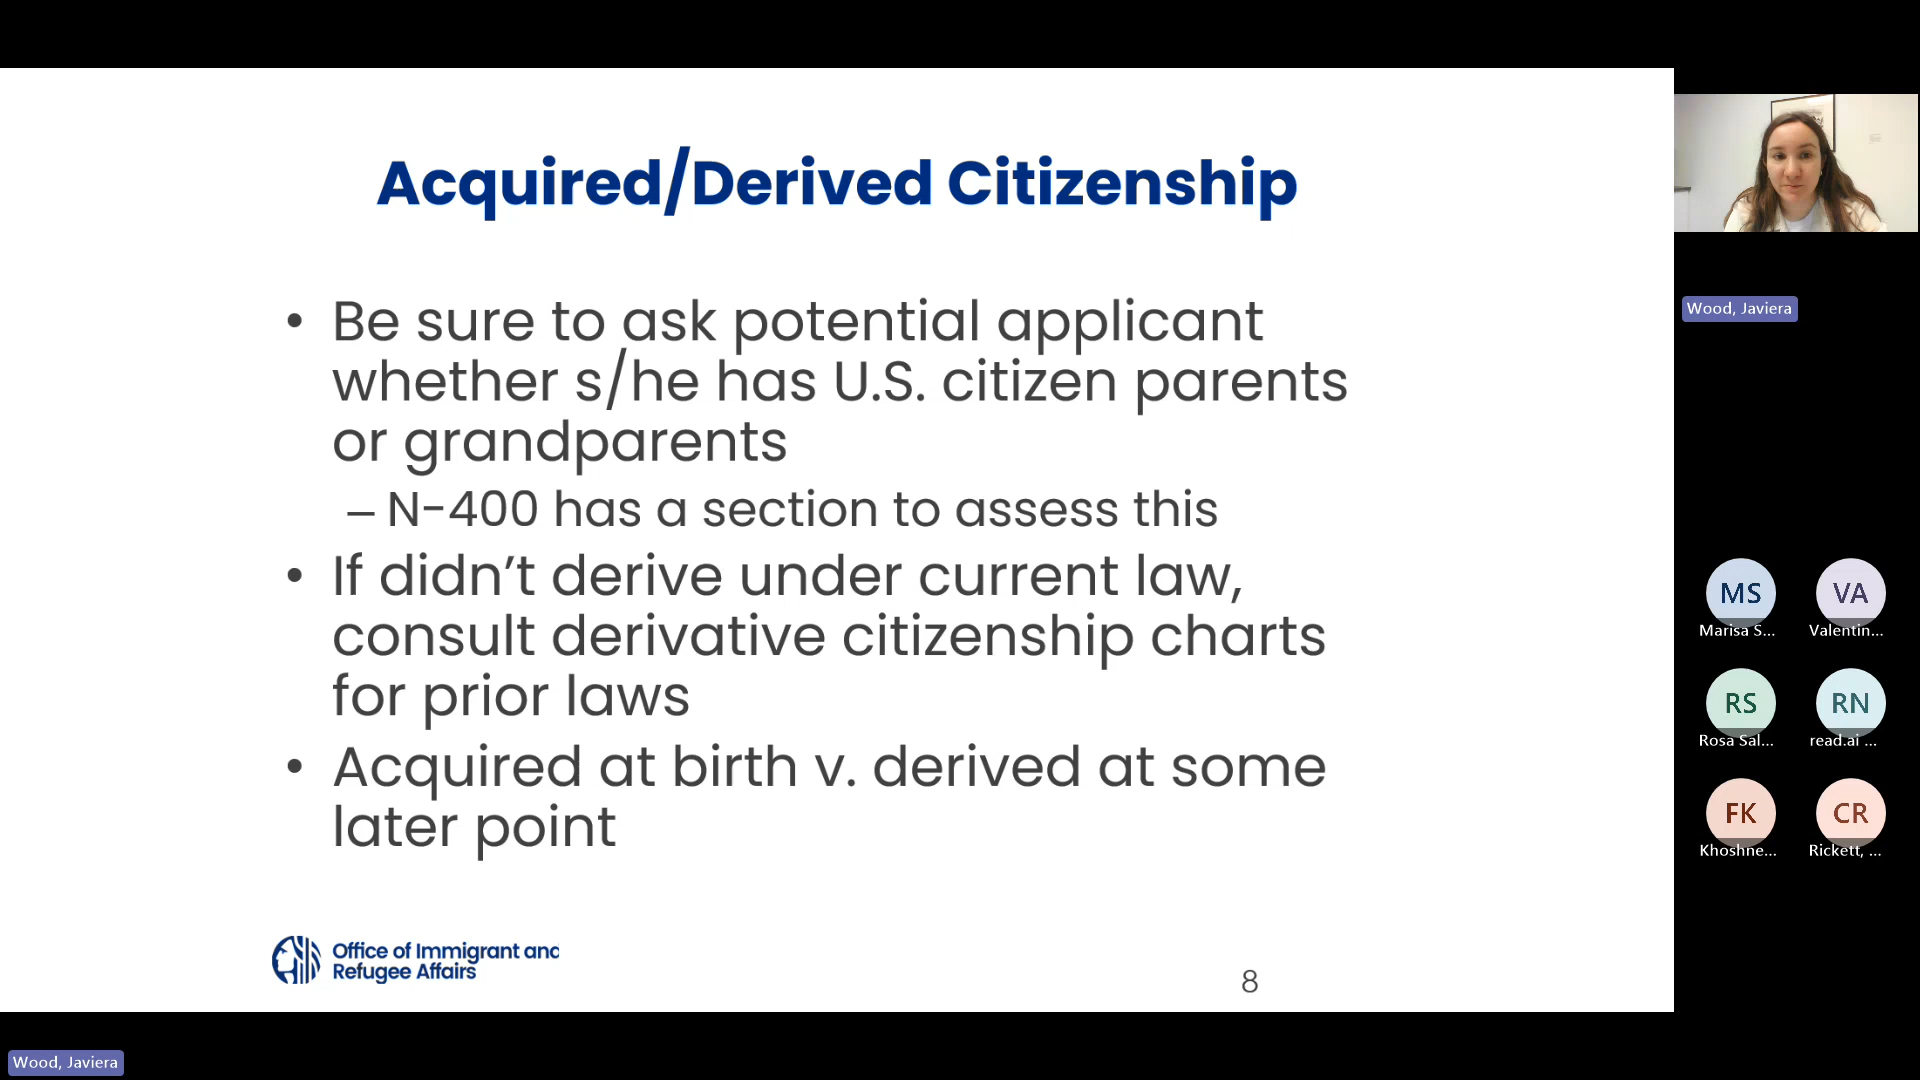 Acquired/Derived Citizenship
• Be sure to ask potential applicant
whether s/he has U.S. citizen parents
or grandparents
– N-400 has a section to assess this
• If didn’t derive under current law,
consult derivative citizenship charts
for prior laws
• Acquired at birth v. derived at some
later point
Office of Immigrant and
Refugee Affairs
8
Wood, Javiera
MS
Marisa S...
VA
Valentin...
RS
Rosa Sal...
RN
read.ai ...
FK
Khoshne...
CR
Rickett, ...
Wood, Javiera